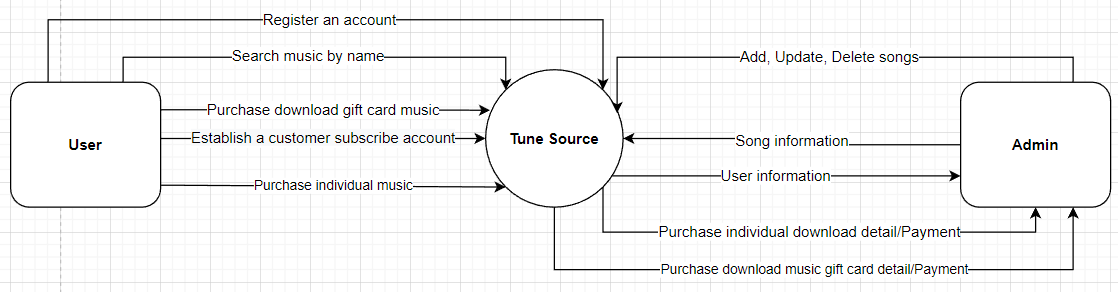 Register an account
Search music by name
Add, Update, Delete songs
Purchase download gift card music
Establish a customer subscribe account
User
Tune Source
Song information
Admin
User information
Purchase individual music
Purchase individual download detail/Payment
Purchase download music gift card detail/Payment